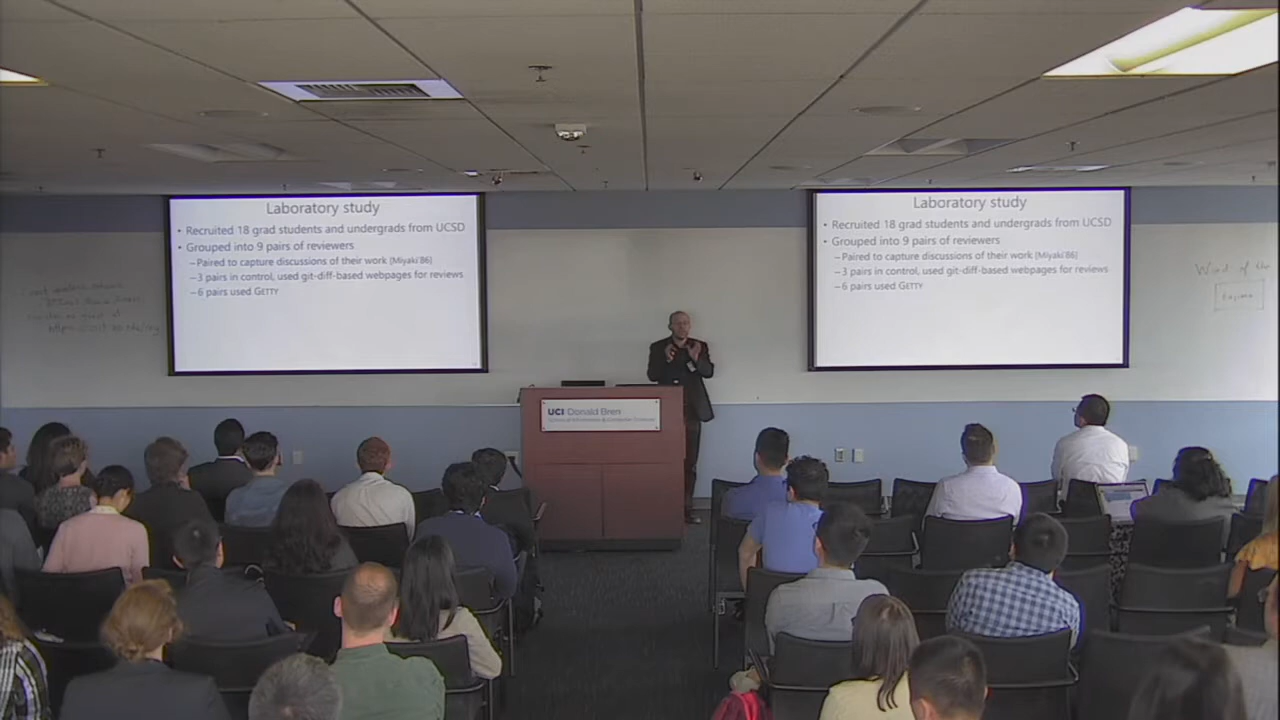 Laboratory study
• Recruited 18 grad students and undergrads from UCSD
• Grouped into 9 pairs of reviewers
–Paired to capture discussions of their work (Miyaki'86)
–3 pairs in control, used git-diff-based webpages for reviews
–6 pairs used GETTY
UCI Donald Bren
Laboratory study
• Recruited 18 grad students and undergrads from UCSD
• Grouped into 9 pairs of reviewers
–Paired to capture discussions of their work (Miyaki'86)
–3 pairs in control, used git-diff-based webpages for reviews
–6 pairs used GETTY
of the